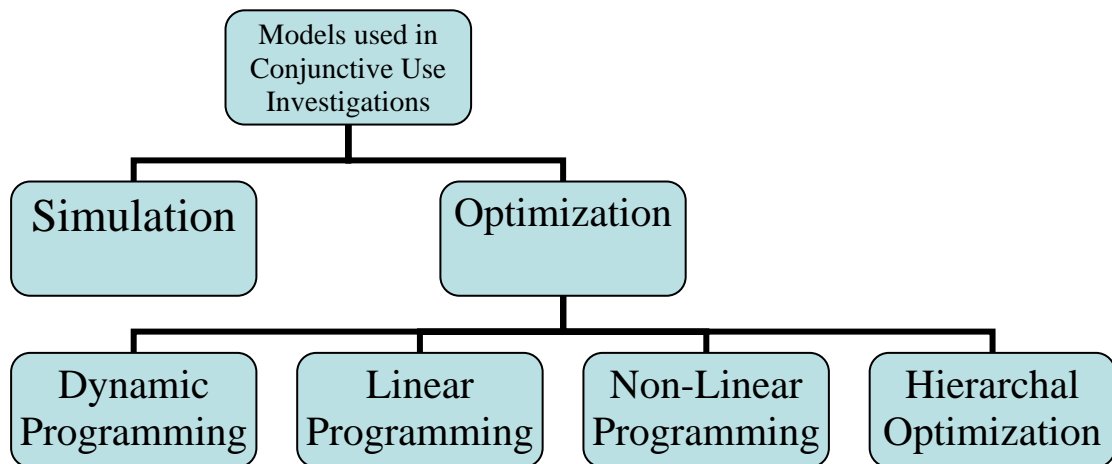 Models used in
Conjunctive Use
Investigations
Simulation
Optimization
Dynamic
Programming
Linear
Programming
Non-Linear
Programming
Hierarchal
Optimization